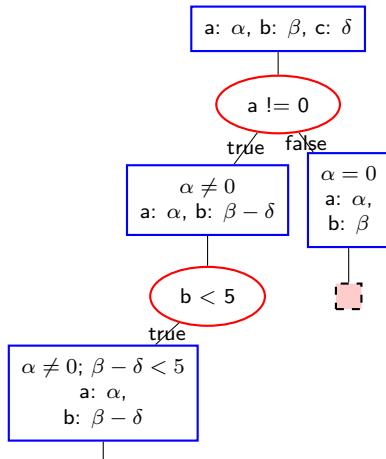 a: α, b: β, c: δ
a != 0
true
false
α ≠ 0
a: α, b: β − δ
α = 0
a: α,
b: β
b < 5
true
α ≠ 0; β − δ < 5
a: α,
b: β − δ